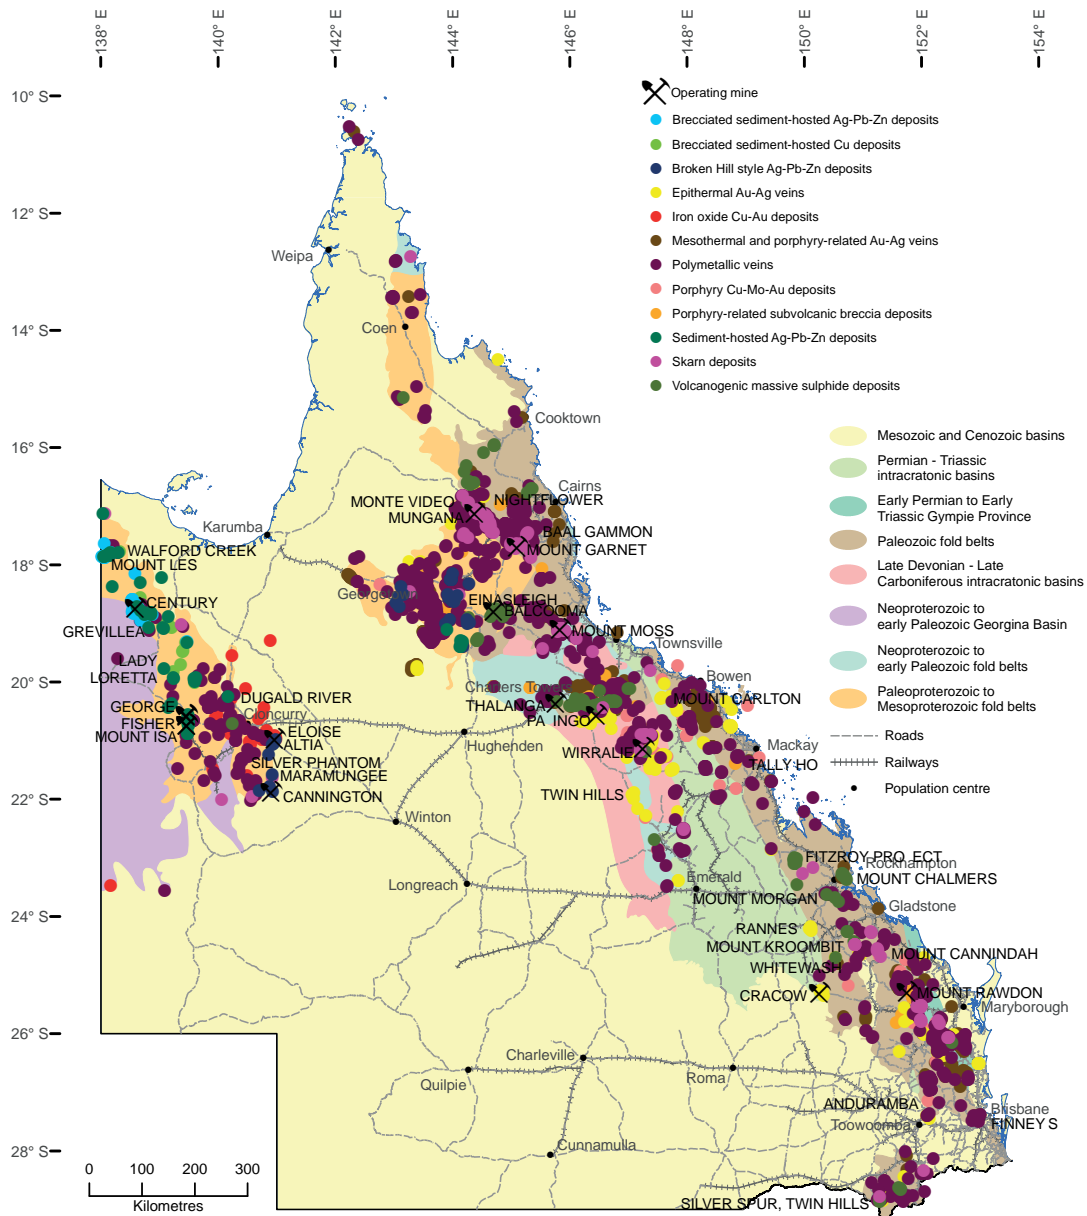 138° E
140° E
142° E
144° E
146° E
148° E
150° E
152° E
154° E
10° S
12° S
14° S
16° S
18° S
20° S
22° S
24° S
26° S
28° S
Operating mine
Brecciated sediment-hosted Ag-Pb-Zn deposits
Brecciated sediment-hosted Cu deposits
Broken Hill style Ag-Pb-Zn deposits
Epithermal Au-Ag veins
Iron oxide Cu-Au deposits
Mesothermal and porphyry-related Au-Ag veins
Polymetallic veins
Porphyry Cu-Mo-Au deposits
Porphyry-related subvolcanic breccia deposits
Sediment-hosted Ag-Pb-Zn deposits
Skarn deposits
Volcanogenic massive sulphide deposits
Mesozoic and Cenozoic basins
Permian - Triassic
intracratonic basins
Early Permian to Early
Triassic Gympie Province
Paleozoic fold belts
Late Devonian - Late
Carboniferous intracratonic basins
Neoproterozoic to
early Paleozoic Georgina Basin
Neoproterozoic to
early Paleozoic fold belts
Paleoproterozoic to
Mesoproterozoic fold belts
Roads
Railways
Population centre
Weipa
Coen
Cooktown
Cairns
MONTE VIDEO
NIGHTFLOWER
MUNGANA
Karumba
BAAL GAMMON
MOUNT GARNET
WALFORD CREEK
MOUNT LES
Georgetown
EINASLEIGH
BALCOOMA
CENTURY
GREVILLEA
MOUNT MOSS
Townsville
LADY
LORETTA
Bowen
Charters Towers
MOUNT CARLTON
DUGALD RIVER
THALANGA
GEORGE
FISHER
Cloncurry
PA INGO
MOUNT ISA
ELOISE
ALTIA
Hughenden
WIRRALIE
Mackay
SILVER PHANTOM
TALLY HO
MARAMUNGEE
CANNINGTON
TWIN HILLS
Winton
FITZROY PRO ECT
Rockhampton
Longreach
Emerald
MOUNT CHALMERS
MOUNT MORGAN
Gladstone
RANNES
MOUNT KROOMBIT
MOUNT CANNINDAH
WHITEWASH
CRACOW
MOUNT RAWDON
Maryborough
Charleville
Quilpie
Roma
ANDURAMBA
Brisbane
Toowoomba
FINNEY S
Cunnamulla
SILVER SPUR, TWIN HILLS
0
100
200
300
Kilometres